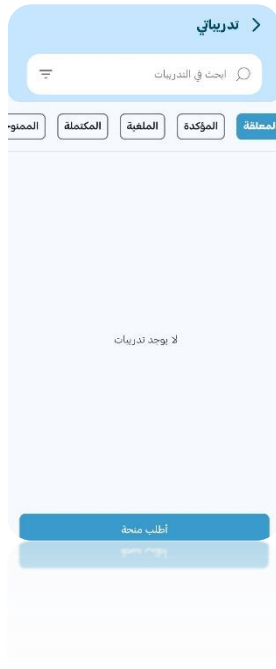 تدريباتي
ابحث في التدريبات
المعلقة المؤكدة الملغية المكتملة
لا يوجد تدريبات
أطلب منحة